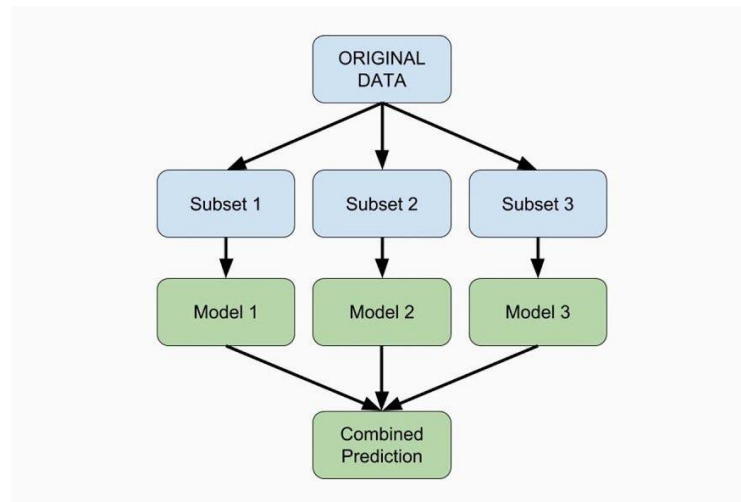 ORIGINAL
DATA
Subset 1
Subset 2
Subset 3
Model 1
Model 2
Model 3
Combined
Prediction